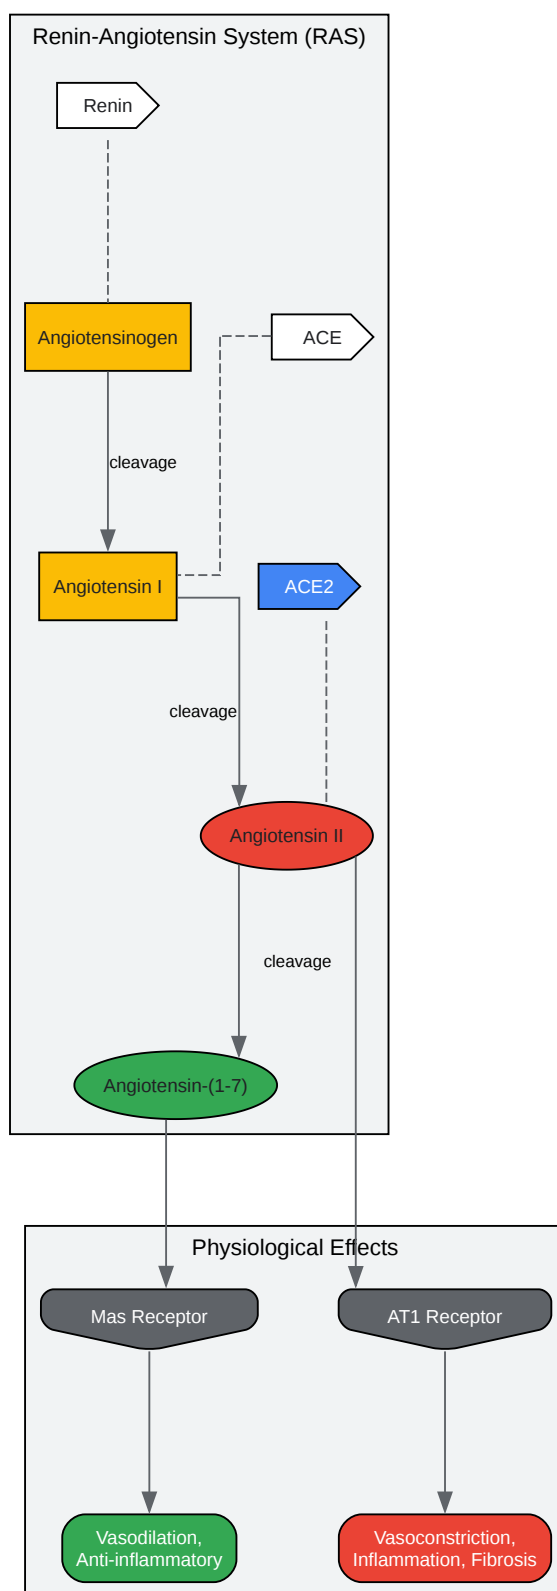 Renin-Angiotensin System (RAS)
Renin
Angiotensinogen
ACE
cleavage
Angiotensin I
ACE2
cleavage
Angiotensin II
cleavage
Angiotensin-(1-7)
Physiological Effects
Mas Receptor
AT1 Receptor
Vasodilation,
Anti-inflammatory
Vasoconstriction,
Inflammation, Fibrosis